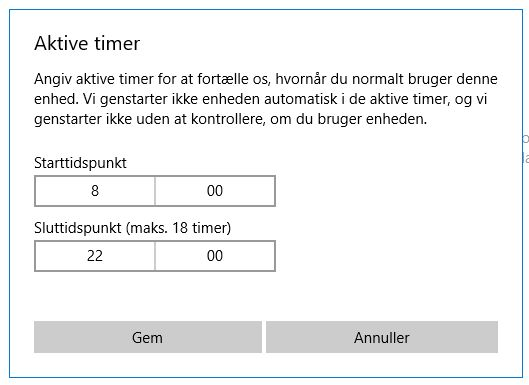 Aktive timer
Angiv aktive timer for at fortælle os, hvornår du normalt bruger denne
enhed. Vi genstarter ikke enheden automatisk i de aktive timer, og vi
genstarter ikke uden at kontrollere, om du bruger enheden.
Starttidspunkt
8 00
Sluttidspunkt (maks. 18 timer)
22 00
Gem Annuller